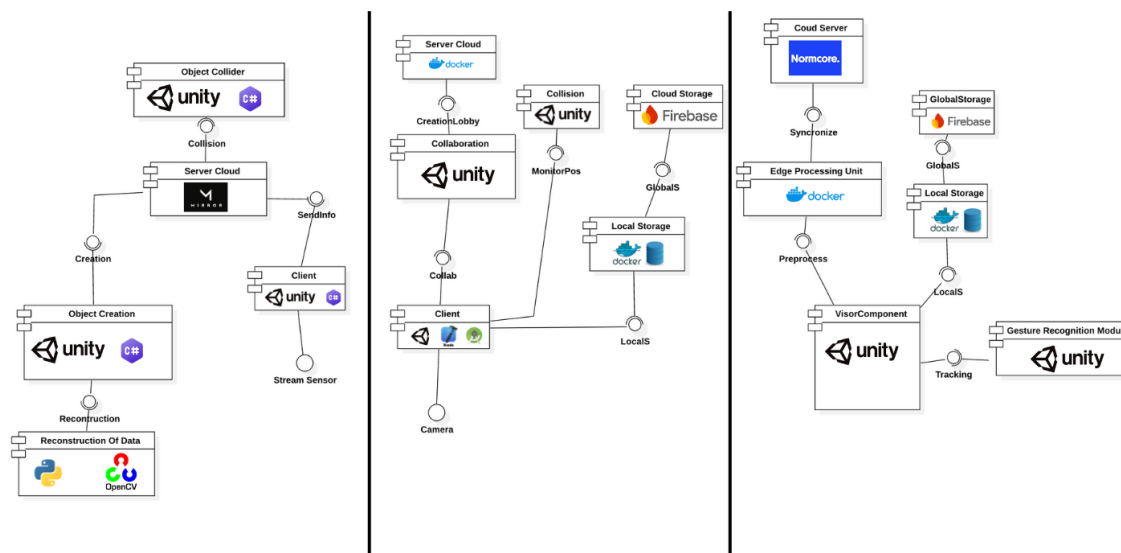 Object Collider
unity
C#
Collision
Server Cloud
MIRROR
SendInfo
Creation
Client
unity
C#
Object Creation
unity
C#
Stream Sensor
Recontruction
Reconstruction Of Data
OpenCV
Server Cloud
docker
CreationLobby
Collaboration
unity
Collision
unity
MonitorPos
Cloud Storage
Firebase
GlobalS
Local Storage
docker
Collab
Client
LocalS
Camera
Coud Server
Normcore.
Syncronize
GlobalStorage
Firebase
GlobalS
Edge Processing Unit
docker
Local Storage
docker
Preprocess
LocalS
VisorComponent
unity
Gesture Recognition Modu
unity
Tracking